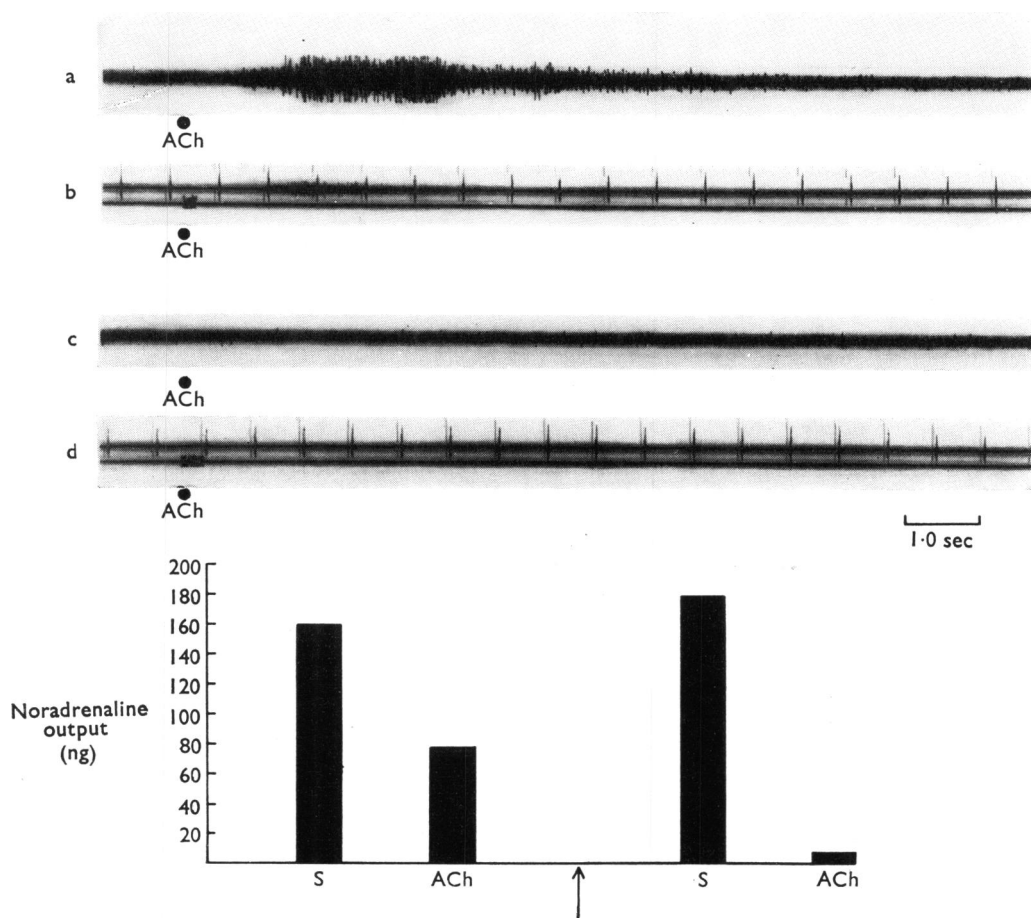 a
ACh
b
ACh
c
ACh
d
ACh
1·0 sec
200
180
160
140
120
100
80
60
40
20
Noradrenaline
output
(ng)
S ACh S ACh